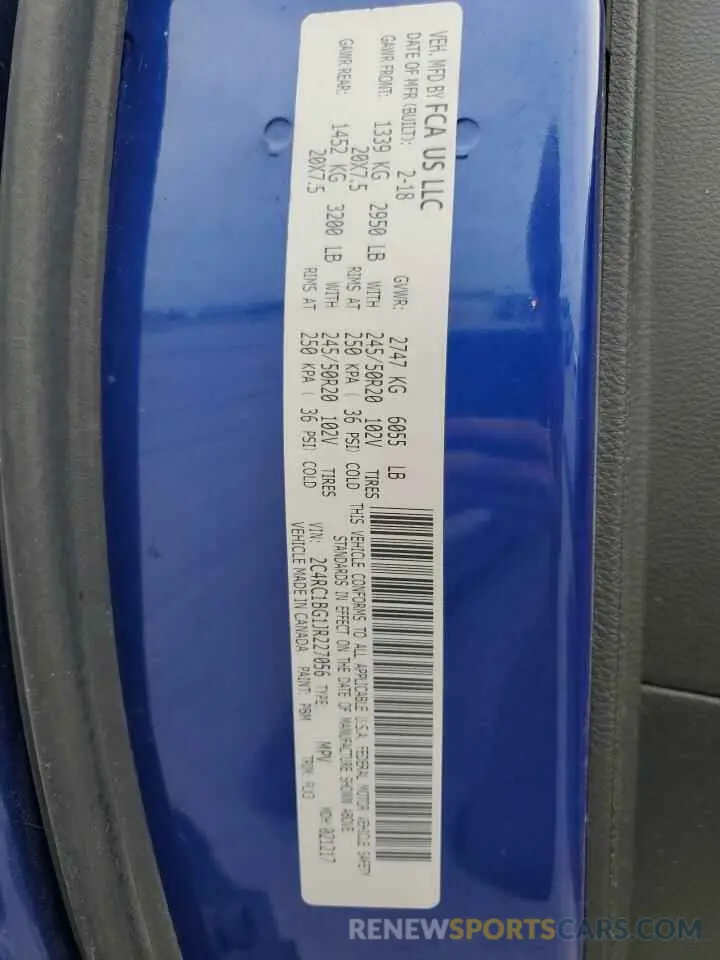 VEH. MFD BY FCA US LLC
DATE OF MFR (BUILT): 2-18 GVWR: 2747 KG 6055 LB
GAWR FRONT: 1339 KG 2950 LB WITH 245/50R20 102V TIRES
20X7.5 RIMS AT 250 KPA ( 36 PSI) COLD
GAWR REAR: 1452 KG 3200 LB WITH 245/50R20 102V TIRES
20X7.5 RIMS AT 250 KPA ( 36 PSI) COLD
THIS VEHICLE CONFORMS TO ALL APPLICABLE U.S.A. FEDERAL MOTOR VEHICLE SAFETY
STANDARDS IN EFFECT ON THE DATE OF MANUFACTURE SHOWN ABOVE
VIN: 2C4RC1BG1JR227056 TYPE: MPV MDH: 021217
VEHICLE MADE IN CANADA PAINT: PBM TRIM:
RENEWSPORTSCARS.COM